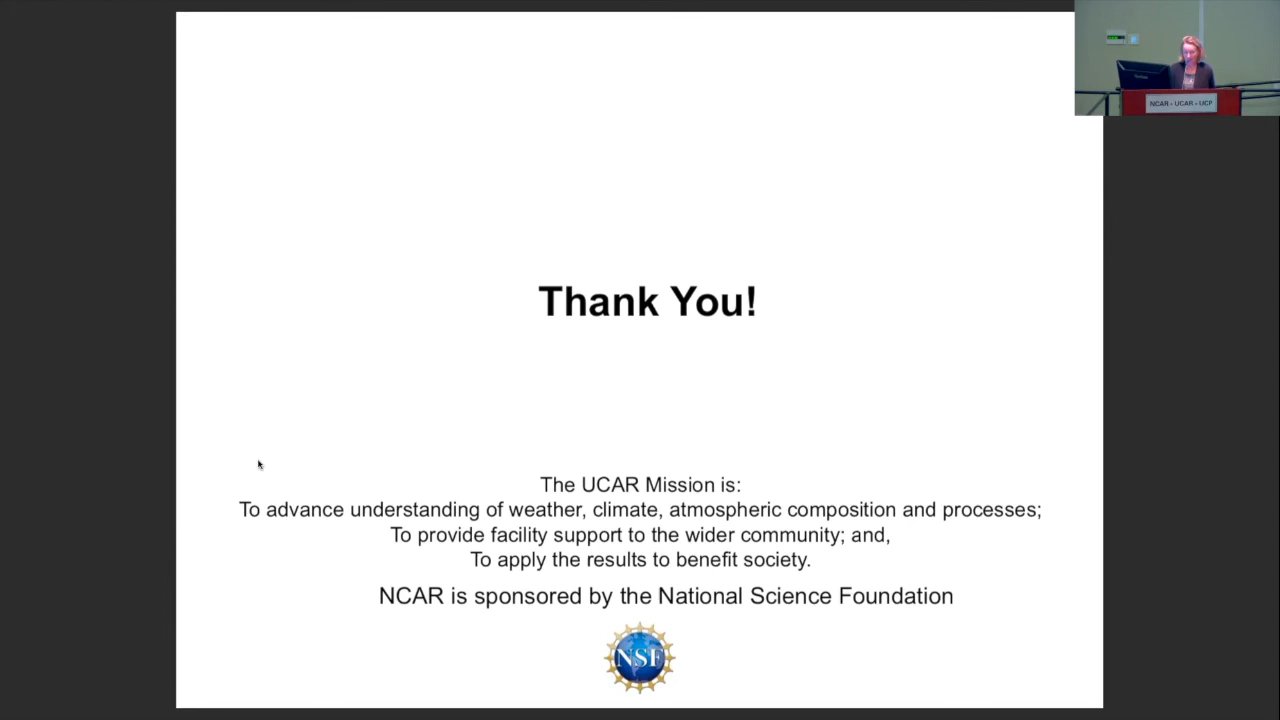 NCAR • UCAR • UCP
Thank You!
The UCAR Mission is:
To advance understanding of weather, climate, atmospheric composition and processes;
To provide facility support to the wider community; and,
To apply the results to benefit society.
NCAR is sponsored by the National Science Foundation
NSF